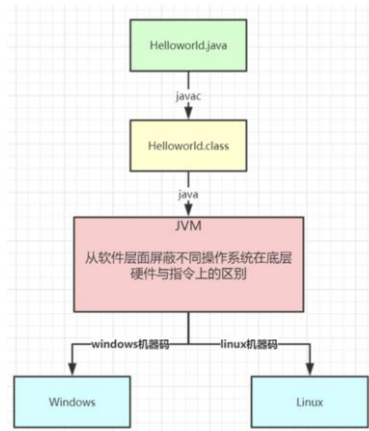 Helloworld.java
javac
Helloworld.class
java
JVM
从软件层面屏蔽不同操作系统在底层
硬件与指令上的区别
windows机器码
linux机器码
Windows
Linux